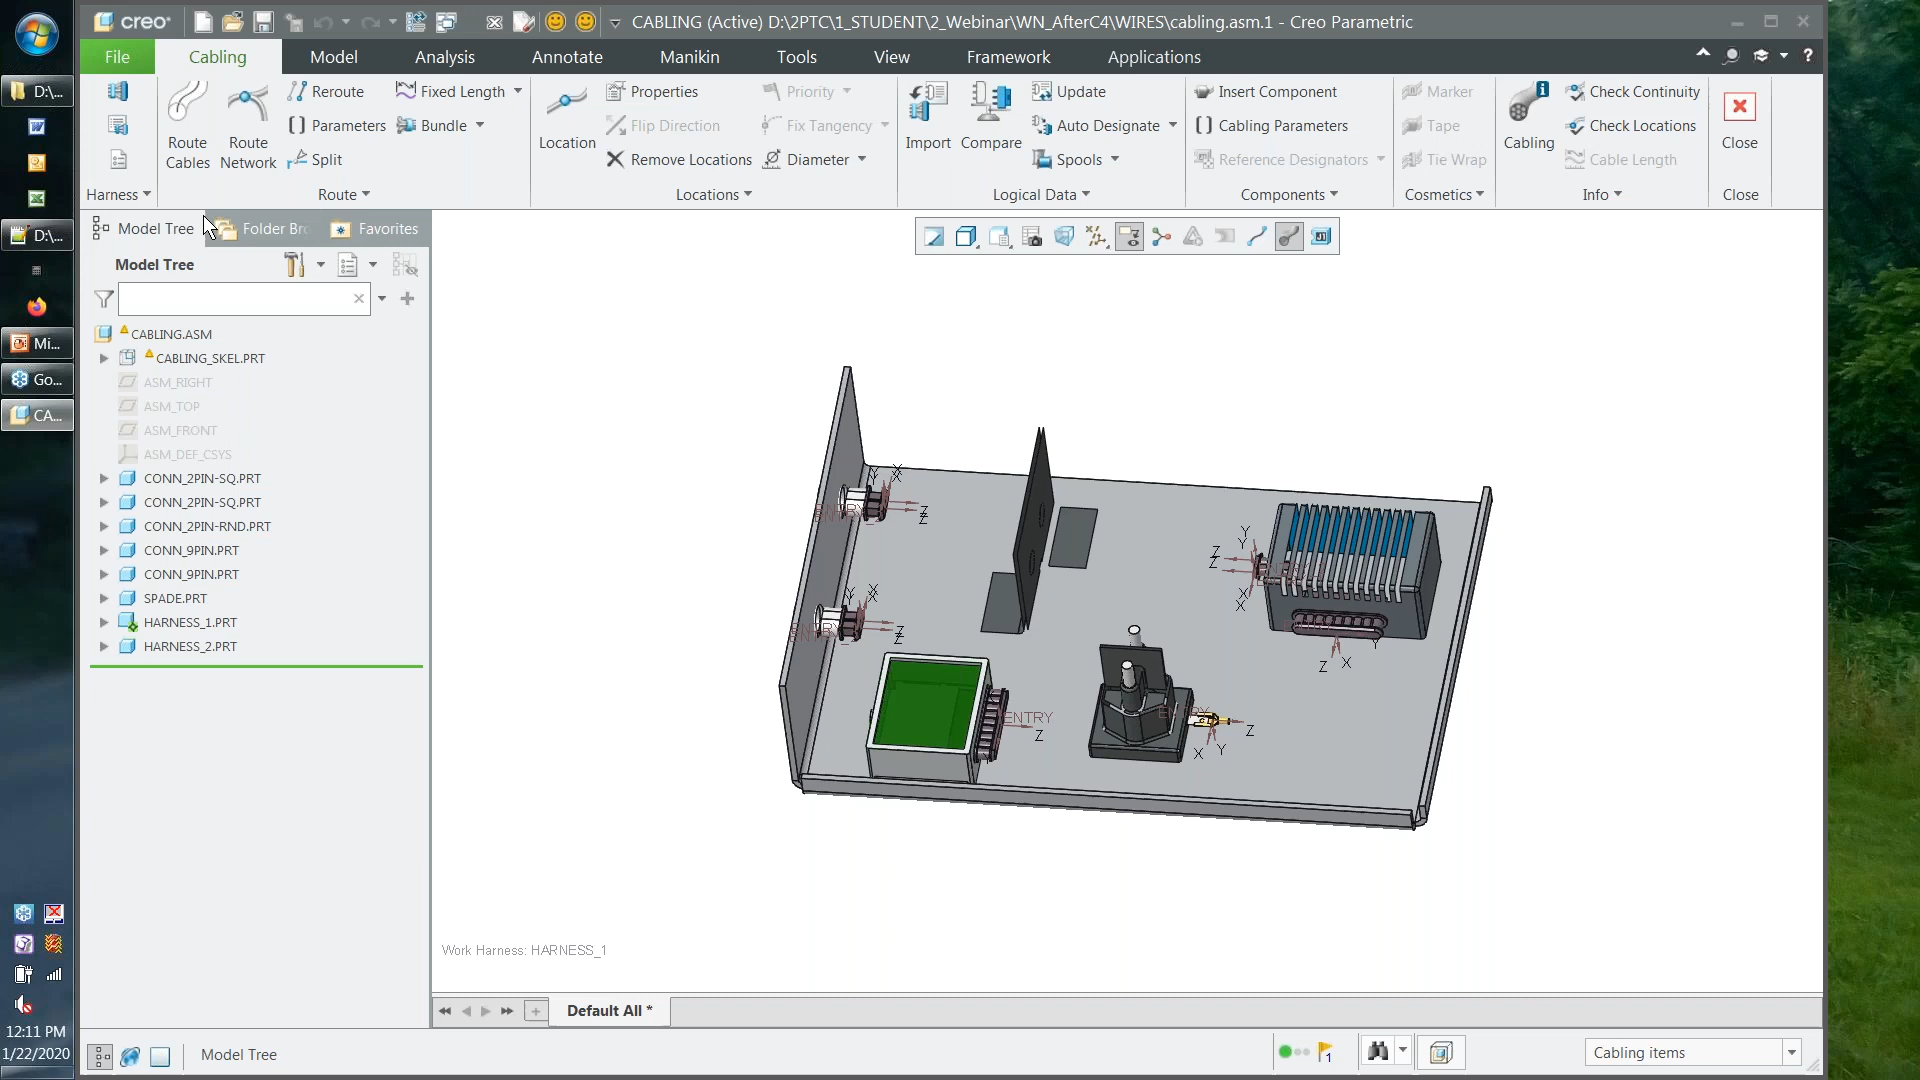 creo°
CABLING (Active) D:\2PTC\1_STUDENT\2_Webinar\WN_AfterC4\WIRES\cabling.asm.1 - Creo Parametric
File
Cabling
Model
Analysis
Annotate
Manikin
Tools
View
Framework
Applications
D:\...
Route Cables
Route Network
Reroute
Parameters
Split
Fixed Length
Bundle
Location
Properties
Flip Direction
Remove Locations
Priority
Fix Tangency
Diameter
Import
Compare
Update
Auto Designate
Spools
Insert Component
Cabling Parameters
Reference Designators
Marker
Tape
Tie Wrap
Cabling
Check Continuity
Check Locations
Cable Length
Close
Harness
Route
Locations
Logical Data
Components
Cosmetics
Info
Close
Model Tree
Folder Bro
Favorites
D:\...
Model Tree
CABLING.ASM
CABLING_SKEL.PRT
ASM_RIGHT
ASM_TOP
ASM_FRONT
ASM_DEF_CSYS
CONN_2PIN-SQ.PRT
CONN_2PIN-SQ.PRT
CONN_2PIN-RND.PRT
CONN_9PIN.PRT
CONN_9PIN.PRT
SPADE.PRT
HARNESS_1.PRT
HARNESS_2.PRT
Mi...
Go...
CA...
ENTRY
ENTRY
Work Harness: HARNESS_1
Default All *
Model Tree
1
Cabling items
12:11 PM
1/22/2020